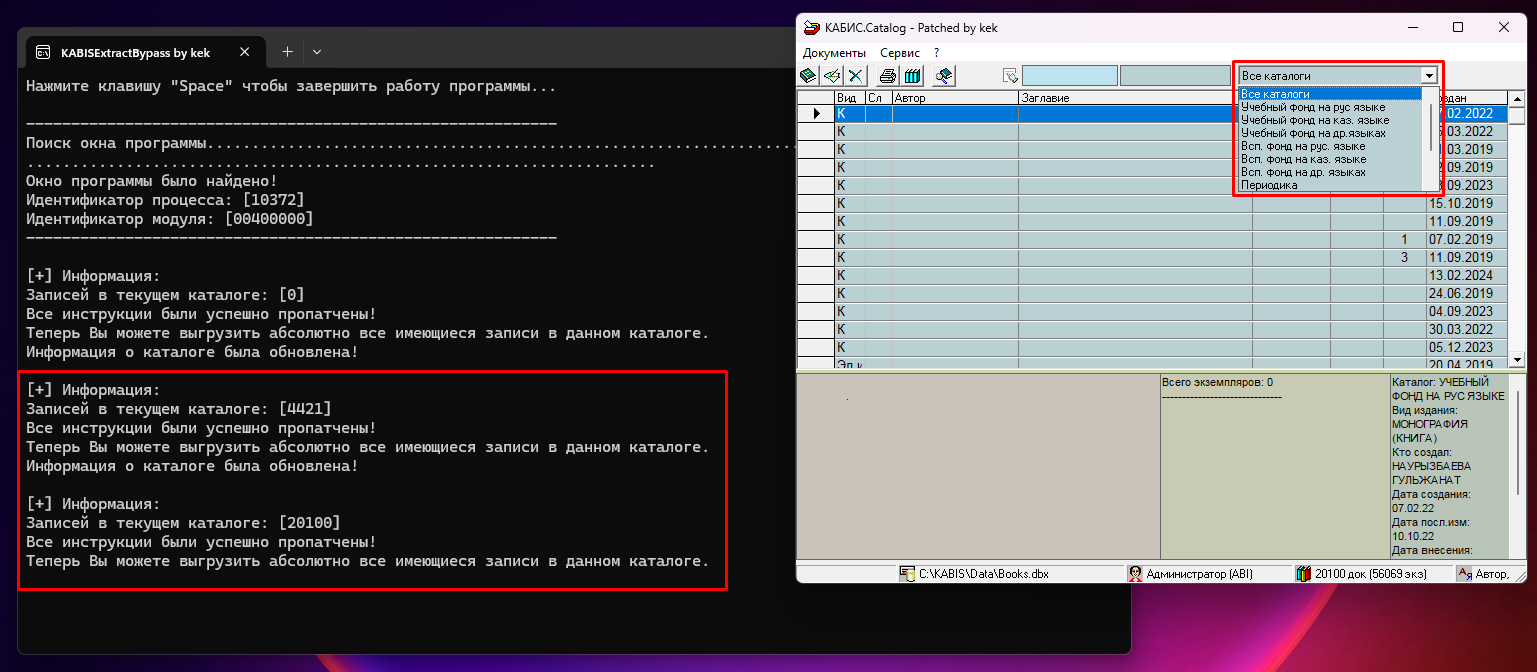 KABISExtractBypass by kek
Нажмите клавишу "Space" чтобы завершить работу программы...
-----------------------------------------------------------
Поиск окна программы.................................................................
......................................................................
Окно программы было найдено!
Идентификатор процесса: [10372]
Идентификатор модуля: [00400000]
-----------------------------------------------------------
[+] Информация:
Записей в текущем каталоге: [0]
Все инструкции были успешно пропатчены!
Теперь Вы можете выгрузить абсолютно все имеющиеся записи в данном каталоге.
Информация о каталоге была обновлена!
[+] Информация:
Записей в текущем каталоге: [4421]
Все инструкции были успешно пропатчены!
Теперь Вы можете выгрузить абсолютно все имеющиеся записи в данном каталоге.
Информация о каталоге была обновлена!
[+] Информация:
Записей в текущем каталоге: [20100]
Все инструкции были успешно пропатчены!
Теперь Вы можете выгрузить абсолютно все имеющиеся записи в данном каталоге.
КАБИС.Catalog - Patched by kek
Документы Сервис ?
Все каталоги
Все каталоги
Учебный фонд на рус языке
Учебный фонд на каз. языке
Учебный фонд на др.языках
Всп. фонд на рус. языке
Всп. фонд на каз. языке
Всп. фонд на др. языках
Периодика
Вид Сл Автор Заглавие
К .02.2022
К .03.2022
К .03.2019
К .09.2019
К .09.2023
К 15.10.2019
К 11.09.2019
К 1 07.02.2019
К 3 11.09.2019
К 13.02.2024
К 24.06.2019
К 04.09.2023
К 30.03.2022
К 05.12.2023
Эл 20.04.2019
Всего экземпляров: 0
------------------------------
Каталог: УЧЕБНЫЙ
ФОНД НА РУС ЯЗЫКЕ
Вид издания:
МОНОГРАФИЯ
(КНИГА)
Кто создал:
НАУРЫЗБАЕВА
ГУЛЬЖАНАТ
Дата создания:
07.02.22
Дата посл.изм:
10.10.22
Дата внесения:
C:\KABIS\Data\Books.dbx
Администратор (ABI)
20100 док (56069 экз)
Автор,